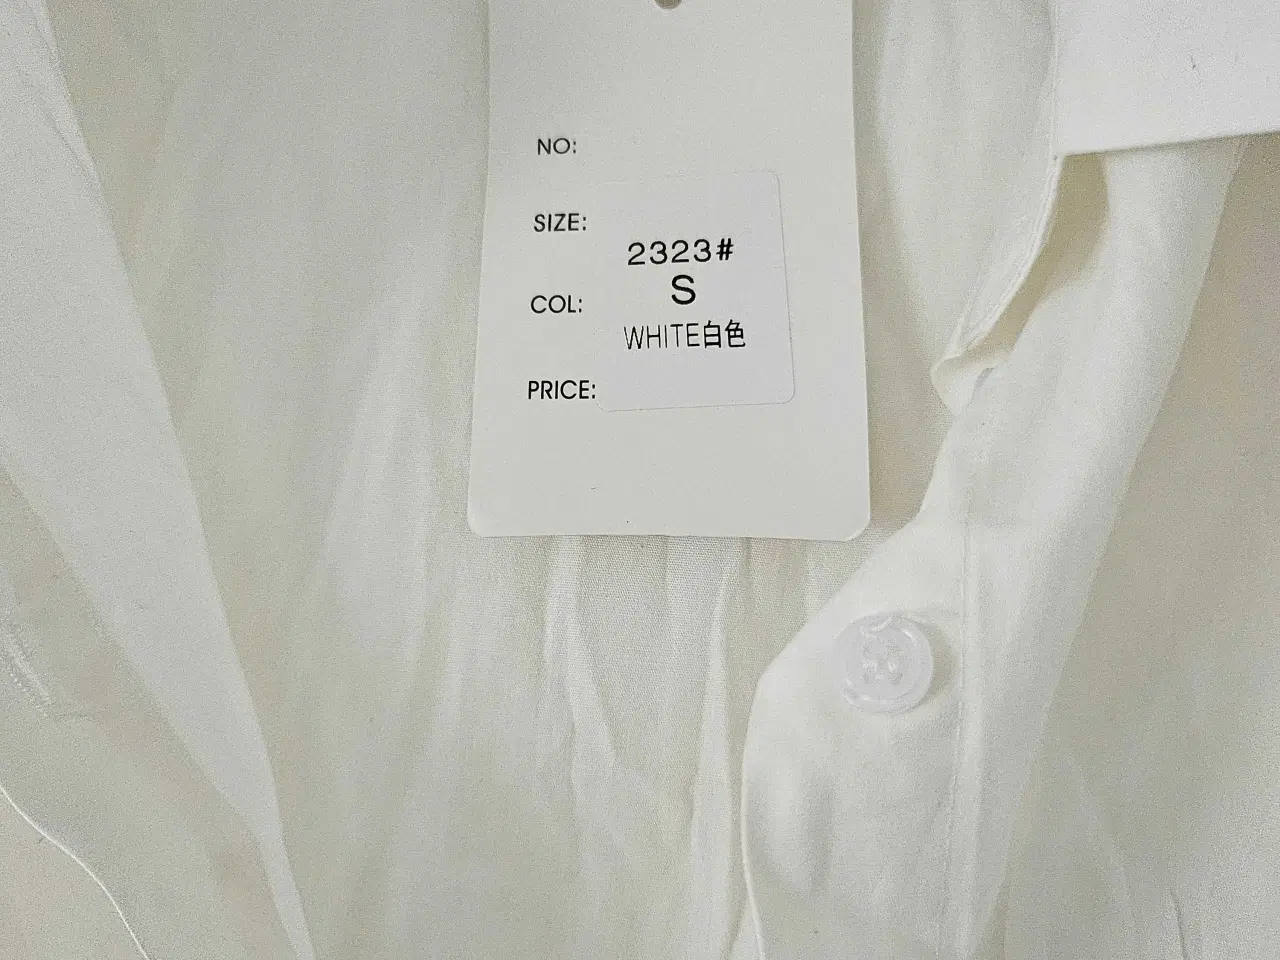 NO:
SIZE:
2323#
S
COL:
WHITE白色
PRICE: